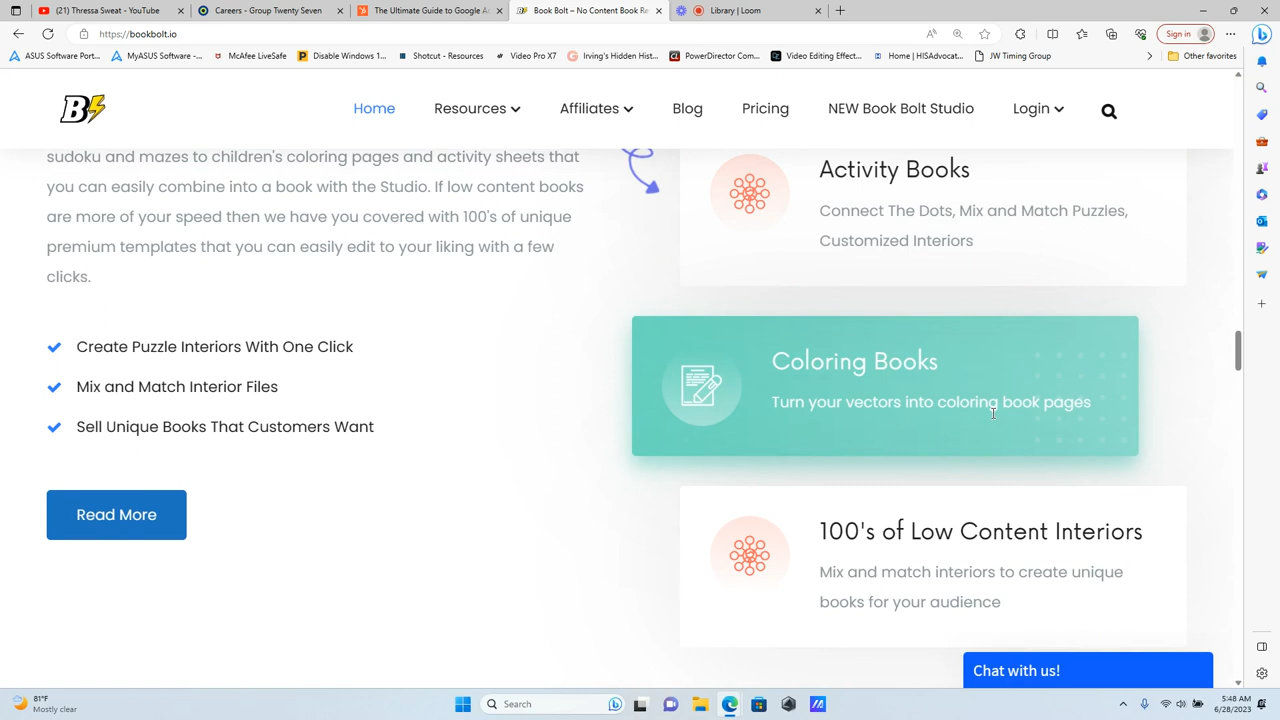 (2) Thressa Sweat - YouTube
Careers - Group Twenty Seven
The Ultimate Guide to Google A
Book Bolt – No Content Book Re
Library | Loom
https://bookbolt.io
Sign in
ASUS Software Port...
MyASUS Software -...
McAfee LiveSafe
Disable Windows 1...
Shotcut - Resources
Video Pro X7
Irving's Hidden Hist...
PowerDirector Com...
Video Editing Effect...
Home | HISAdvocat...
JW Timing Group
Other favorites
B
Home
Resources
Affiliates
Blog
Pricing
NEW Book Bolt Studio
Login
sudoku and mazes to children's coloring pages and activity sheets that
you can easily combine into a book with the Studio. If low content books
are more of your speed then we have you covered with 100's of unique
premium templates that you can easily edit to your liking with a few
clicks.
Create Puzzle Interiors With One Click
Mix and Match Interior Files
Sell Unique Books That Customers Want
Read More
Activity Books
Connect The Dots, Mix and Match Puzzles,
Customized Interiors
Coloring Books
Turn your vectors into coloring book pages
100's of Low Content Interiors
Mix and match interiors to create unique
books for your audience
Chat with us!
81°F
Mostly clear
Search
5:48 AM
6/28/2023